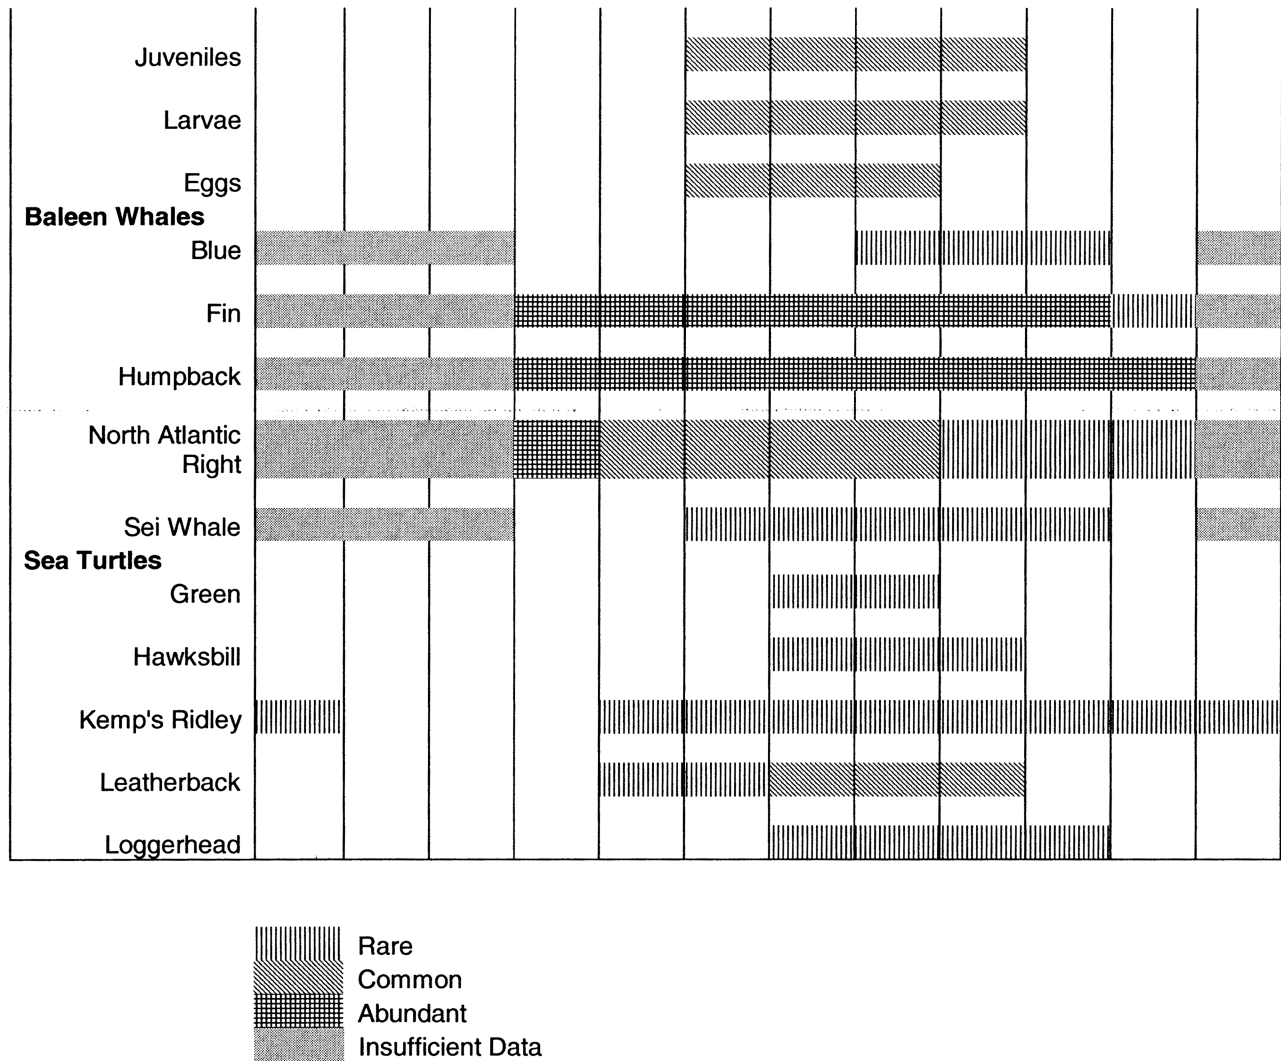 Juveniles
Larvae
Eggs
Baleen Whales
Blue
Fin
Humpback
North Atlantic
Right
Sei Whale
Sea Turtles
Green
Hawksbill
Kemp's Ridley
Leatherback
Loggerhead
Rare
Common
Abundant
Insufficient Data